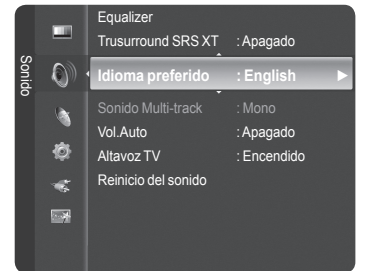 Sonido
Equalizer
Trusurround SRS XT : Apagado
Idioma preferido : English
Sonido Multi-track : Mono
Vol.Auto : Apagado
Altavoz TV : Encendido
Reinicio del sonido